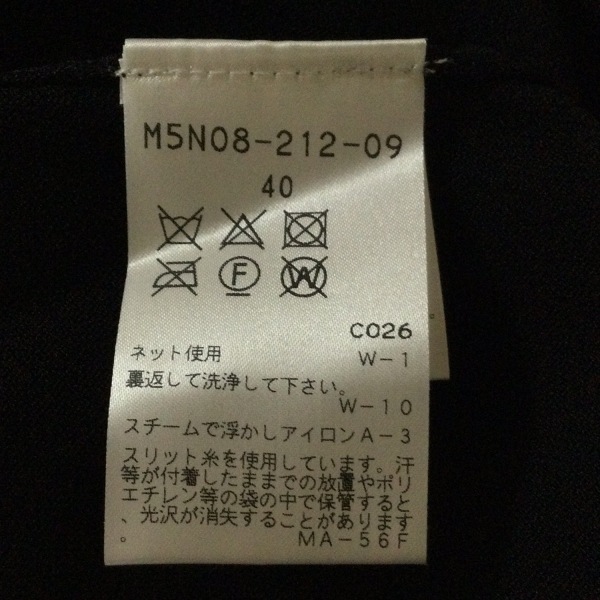 M5N08-212-09
40
F W
C026
ネット使用 W-1
裏返して洗浄して下さい。
W-10
スチームで浮かしアイロンA-3
スリット糸を使用しています。汗
等が付着したままでの放置やポリ
エチレン等の袋の中で保管すると
、光沢が消失することがあります
。 MA-56F